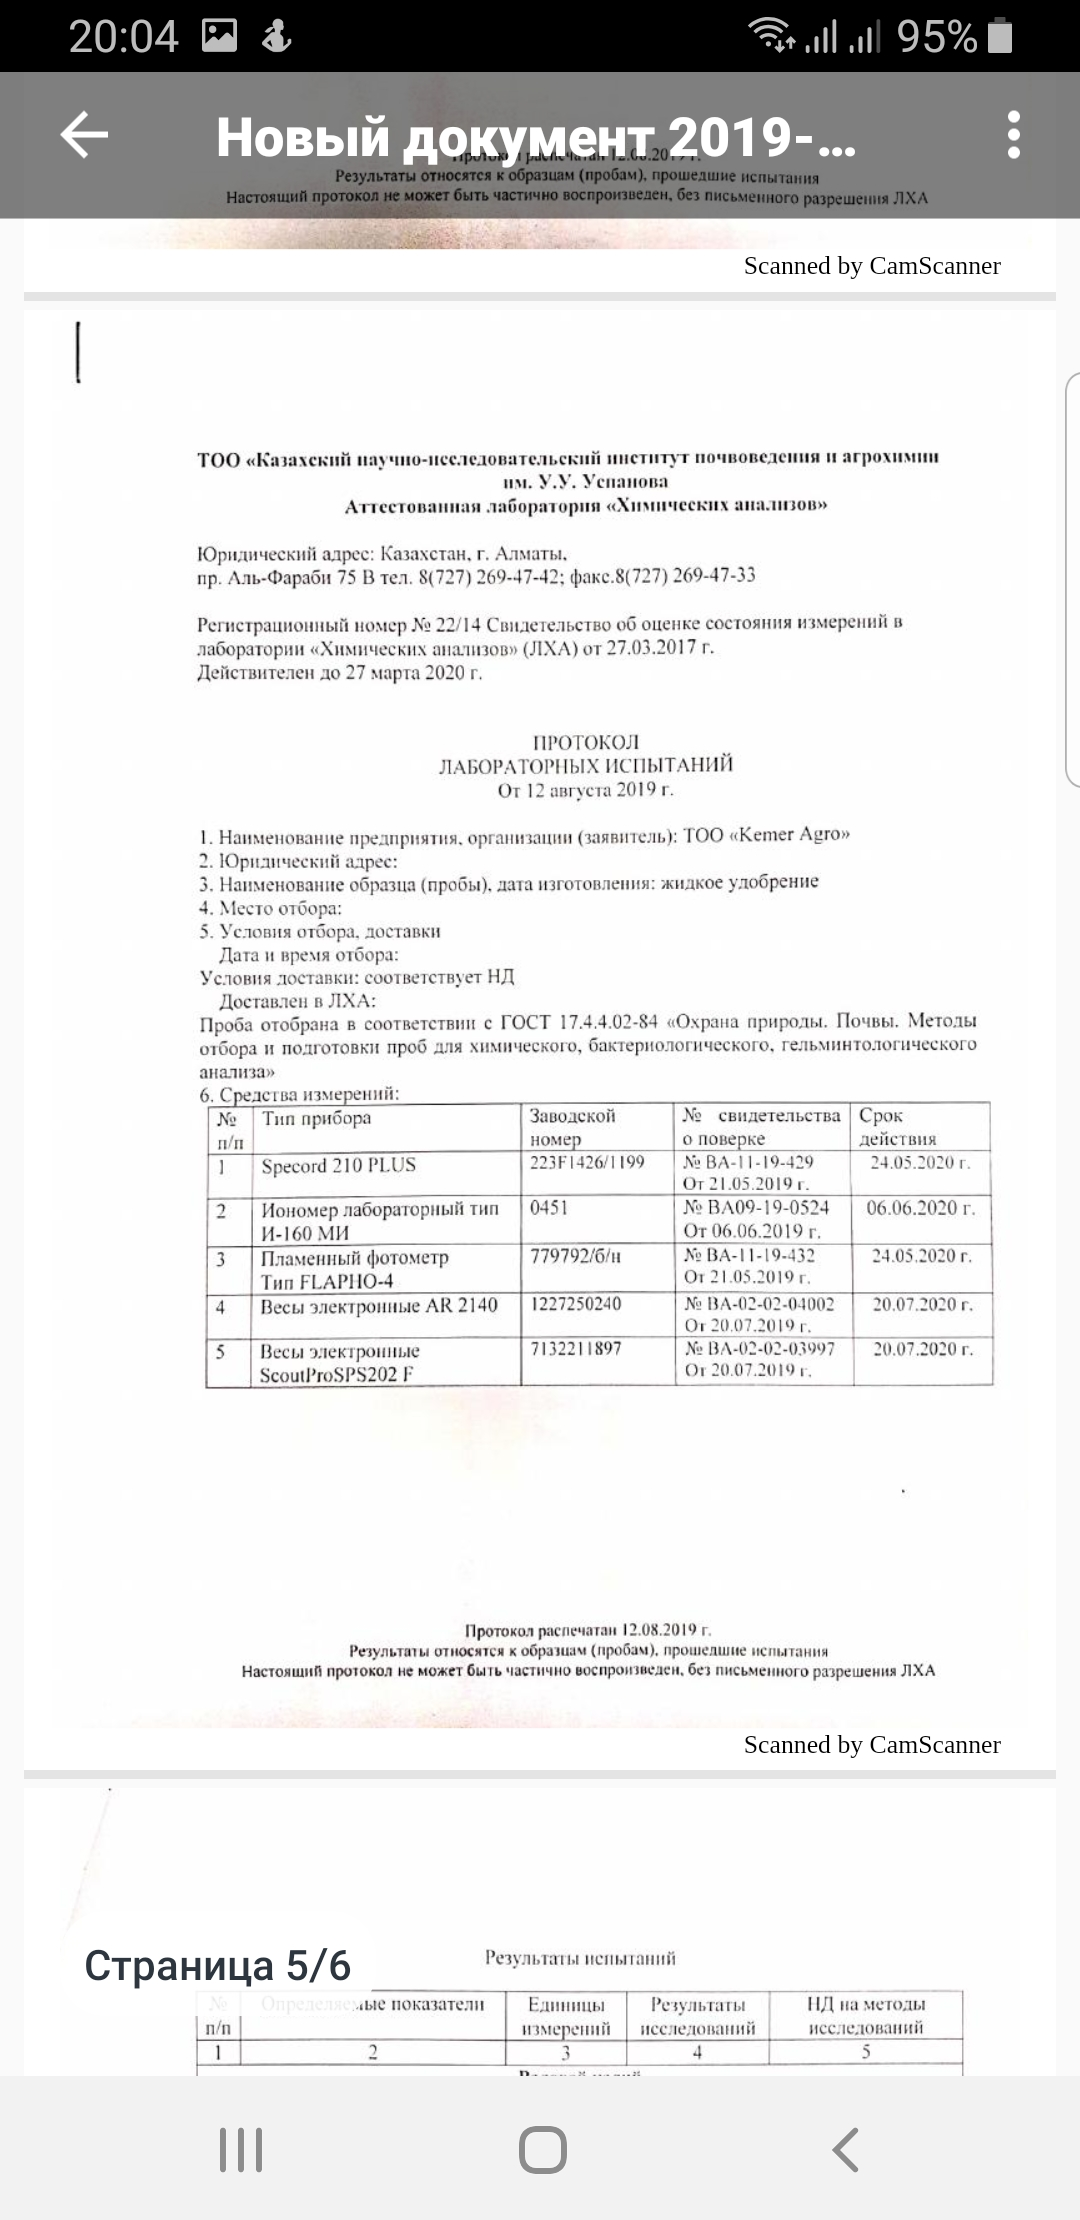 20:04
95%
Новый документ 2019-...
Протокол распечатан 12.08.2019 г.
Результаты относятся к образцам (пробам), прошедшие испытания
Настоящий протокол не может быть частично воспроизведен, без письменного разрешения ЛХА
Scanned by CamScanner
ТОО «Казахский научно-исследовательский институт почвоведения и агрохимии
им. У.У. Успанова
Аттестованная лаборатория «Химических анализов»
Юридический адрес: Казахстан, г. Алматы,
пр. Аль-Фараби 75 В тел. 8(727) 269-47-42; факс.8(727) 269-47-33
Регистрационный номер № 22/14 Свидетельство об оценке состояния измерений в
лаборатории «Химических анализов» (ЛХА) от 27.03.2017 г.
Действителен до 27 марта 2020 г.
ПРОТОКОЛ
ЛАБОРАТОРНЫХ ИСПЫТАНИЙ
От 12 августа 2019 г.
1. Наименование предприятия, организации (заявитель): ТОО «Kemer Agro»
2. Юридический адрес:
3. Наименование образца (пробы), дата изготовления: жидкое удобрение
4. Место отбора:
5. Условия отбора, доставки
Дата и время отбора:
Условия доставки: соответствует НД
Доставлен в ЛХА:
Проба отобрана в соответствии с ГОСТ 17.4.4.02-84 «Охрана природы. Почвы. Методы
отбора и подготовки проб для химического, бактериологического, гельминтологического
анализа»
6. Средства измерений:
№ Тип прибора Заводской № свидетельства Срок
п/п номер о поверке действия
1 Specord 210 PLUS 223F1426/1199 № ВА-11-19-429 24.05.2020 г.
От 21.05.2019 г.
2 Иономер лабораторный тип 0451 № ВА09-19-0524 06.06.2020 г.
И-160 МИ От 06.06.2019 г.
3 Пламенный фотометр 779792/б/н № ВА-11-19-432 24.05.2020 г.
Тип FLAPHO-4 От 21.05.2019 г.
4 Весы электронные AR 2140 1227250240 № ВА-02-02-04002 20.07.2020 г.
От 20.07.2019 г.
5 Весы электронные 7132211897 № ВА-02-02-03997 20.07.2020 г.
ScoutProSPS202 F От 20.07.2019 г.
Протокол распечатан 12.08.2019 г.
Результаты относятся к образцам (пробам), прошедшие испытания
Настоящий протокол не может быть частично воспроизведен, без письменного разрешения ЛХА
Scanned by CamScanner
Страница 5/6
Результаты испытаний
№ Определяемые показатели Единицы Результаты НД на методы
п/п измерений исследований исследований
1 2 3 4 5